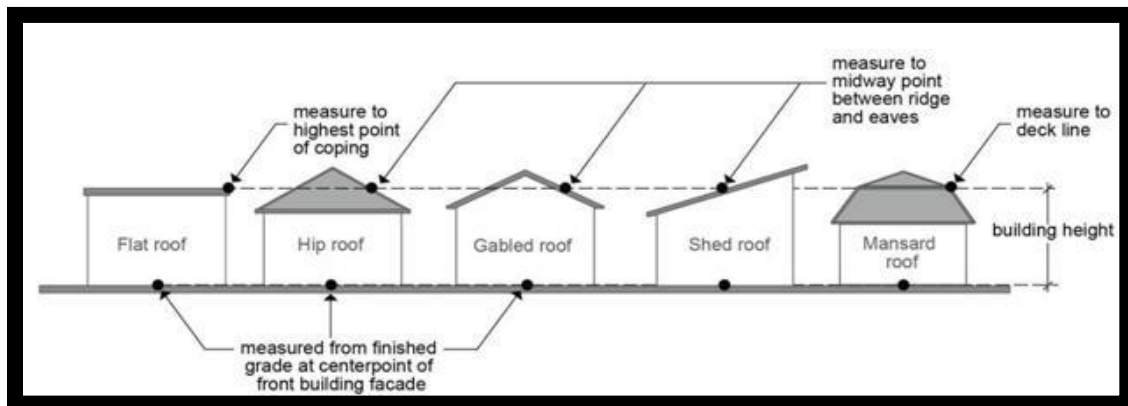 measure to
midway point
between ridge
and eaves
measure to
highest point
of coping
measure to
deck line
Flat roof
Hip roof
Gabled roof
Shed roof
Mansard
roof
building height
measured from finished
grade at centerpoint of
front building facade